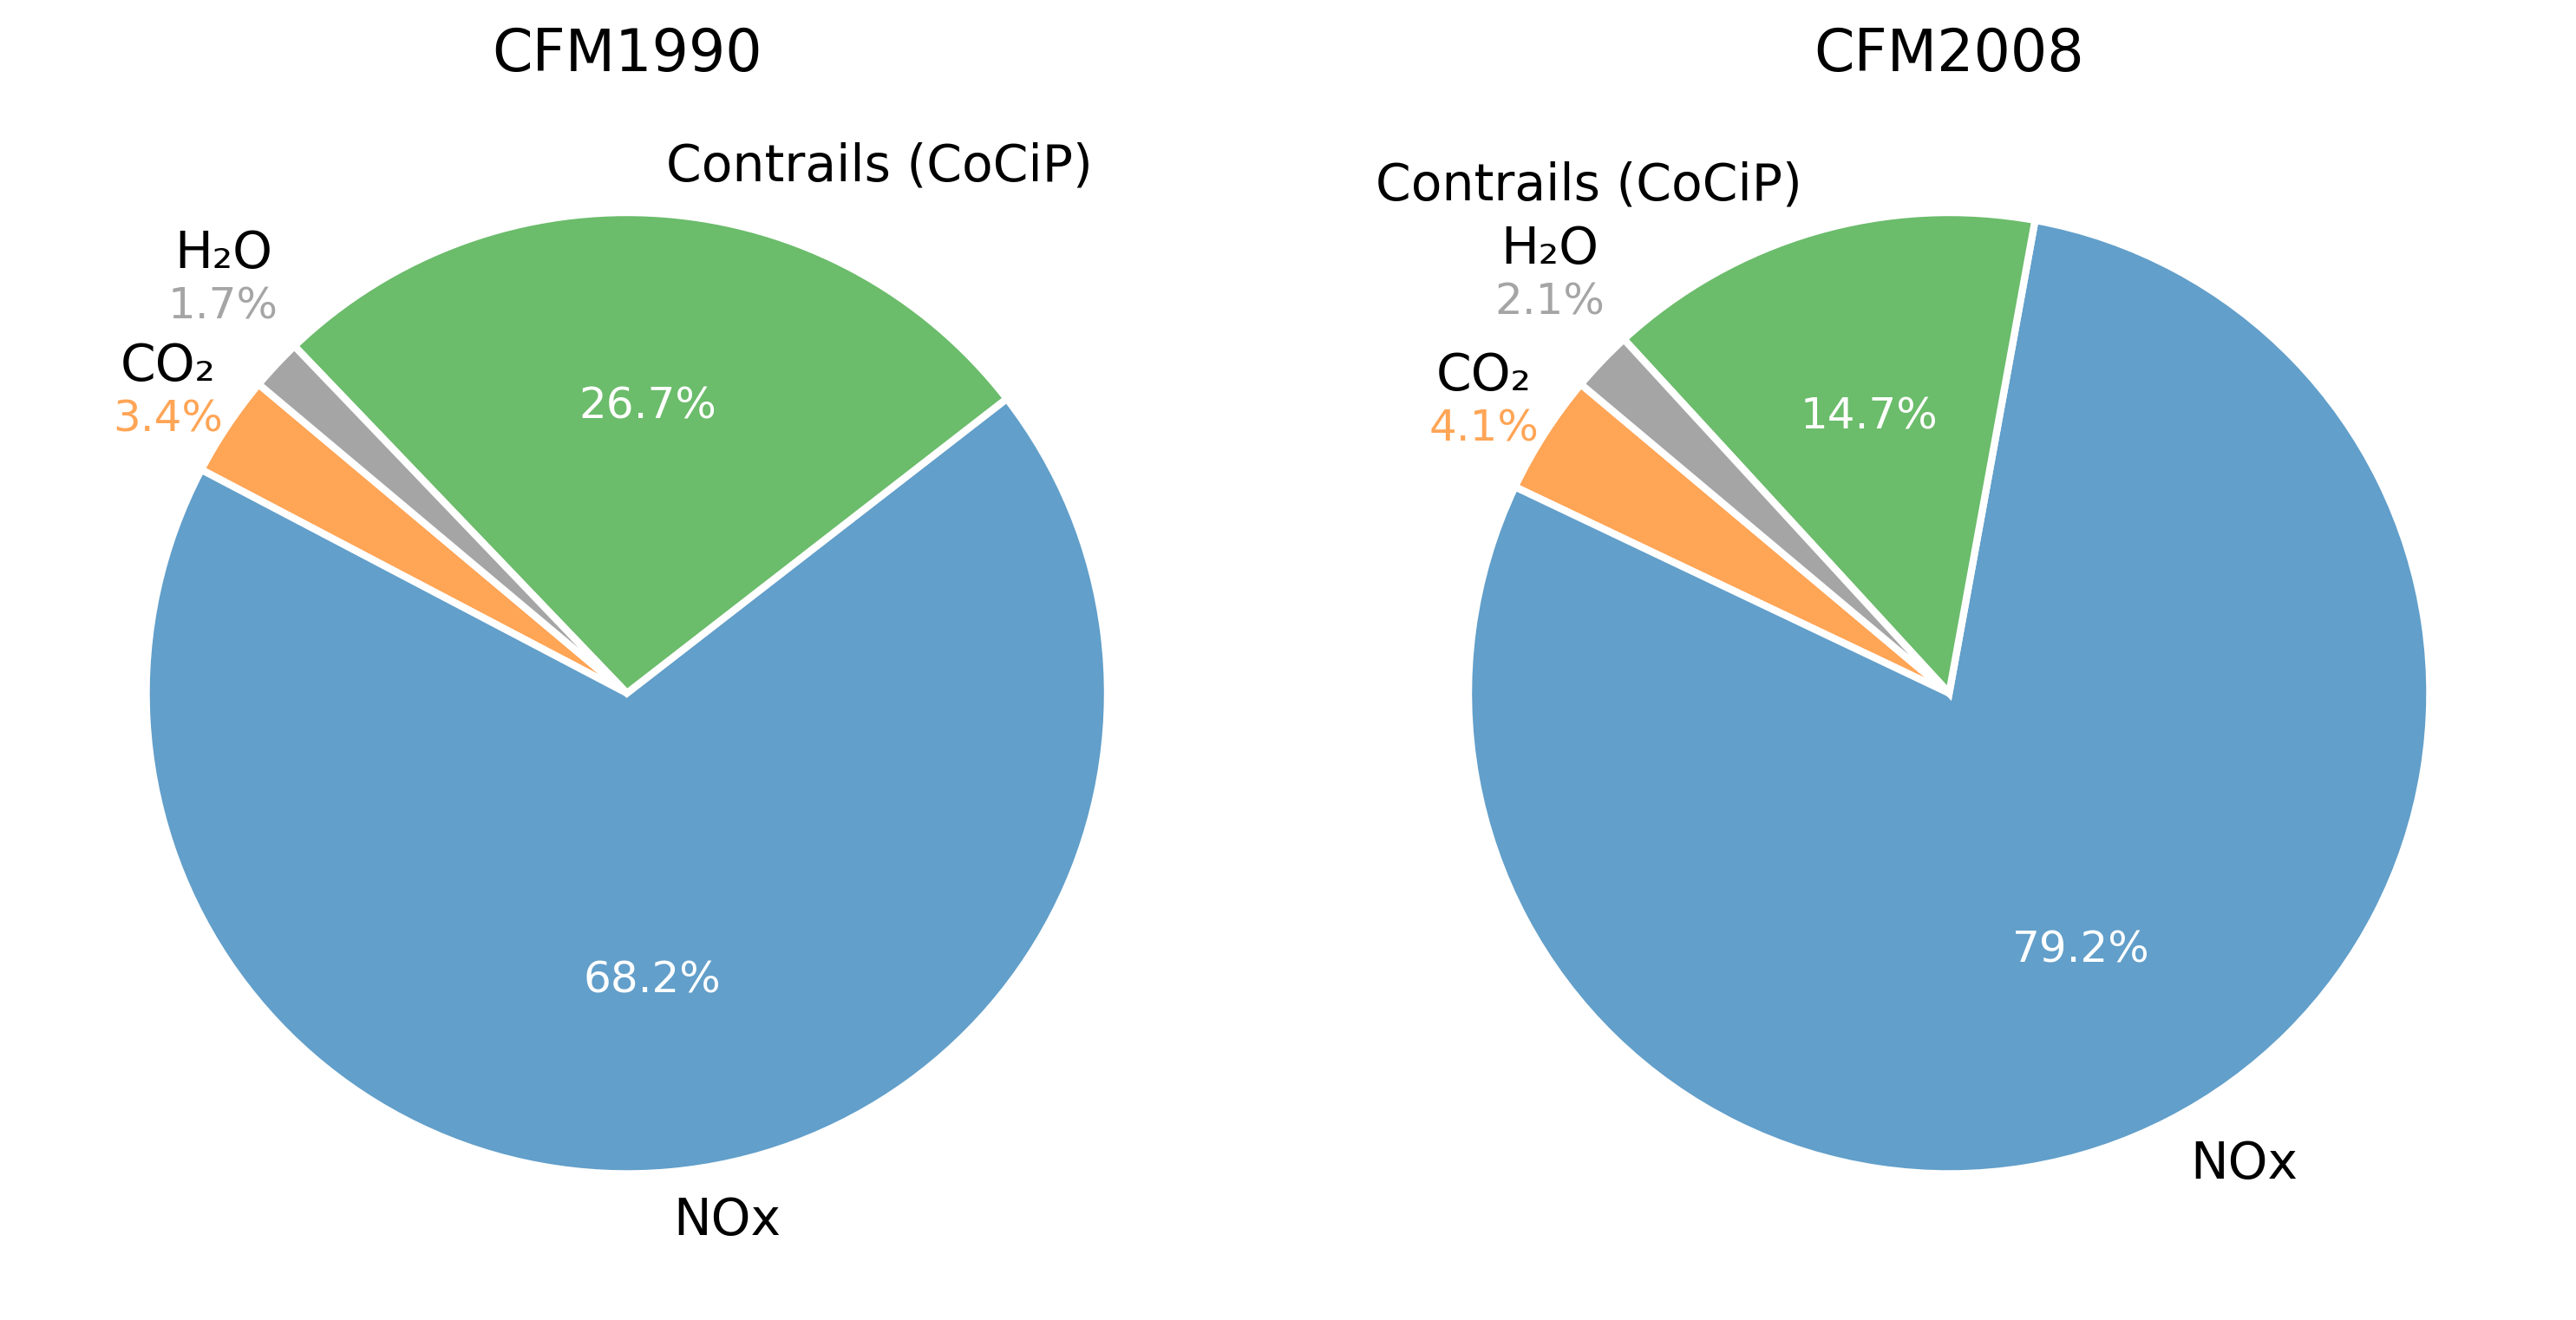 CFM1990
Contrails (CoCiP)
H₂O
1.7%
CO₂
3.4%
26.7%
68.2%
NOx
CFM2008
Contrails (CoCiP)
H₂O
2.1%
CO₂
4.1%
14.7%
79.2%
NOx